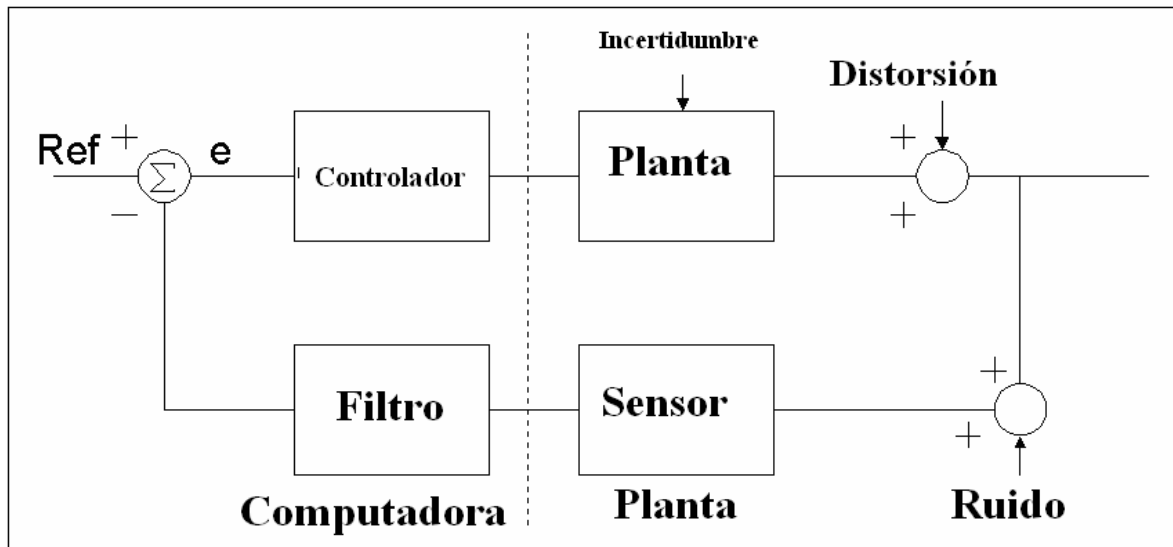 Incertidumbre
Distorsión
+
Ref
Σ
e
Controlador
Planta
+
+
−
Filtro
Sensor
+
+
Computadora
Planta
Ruido